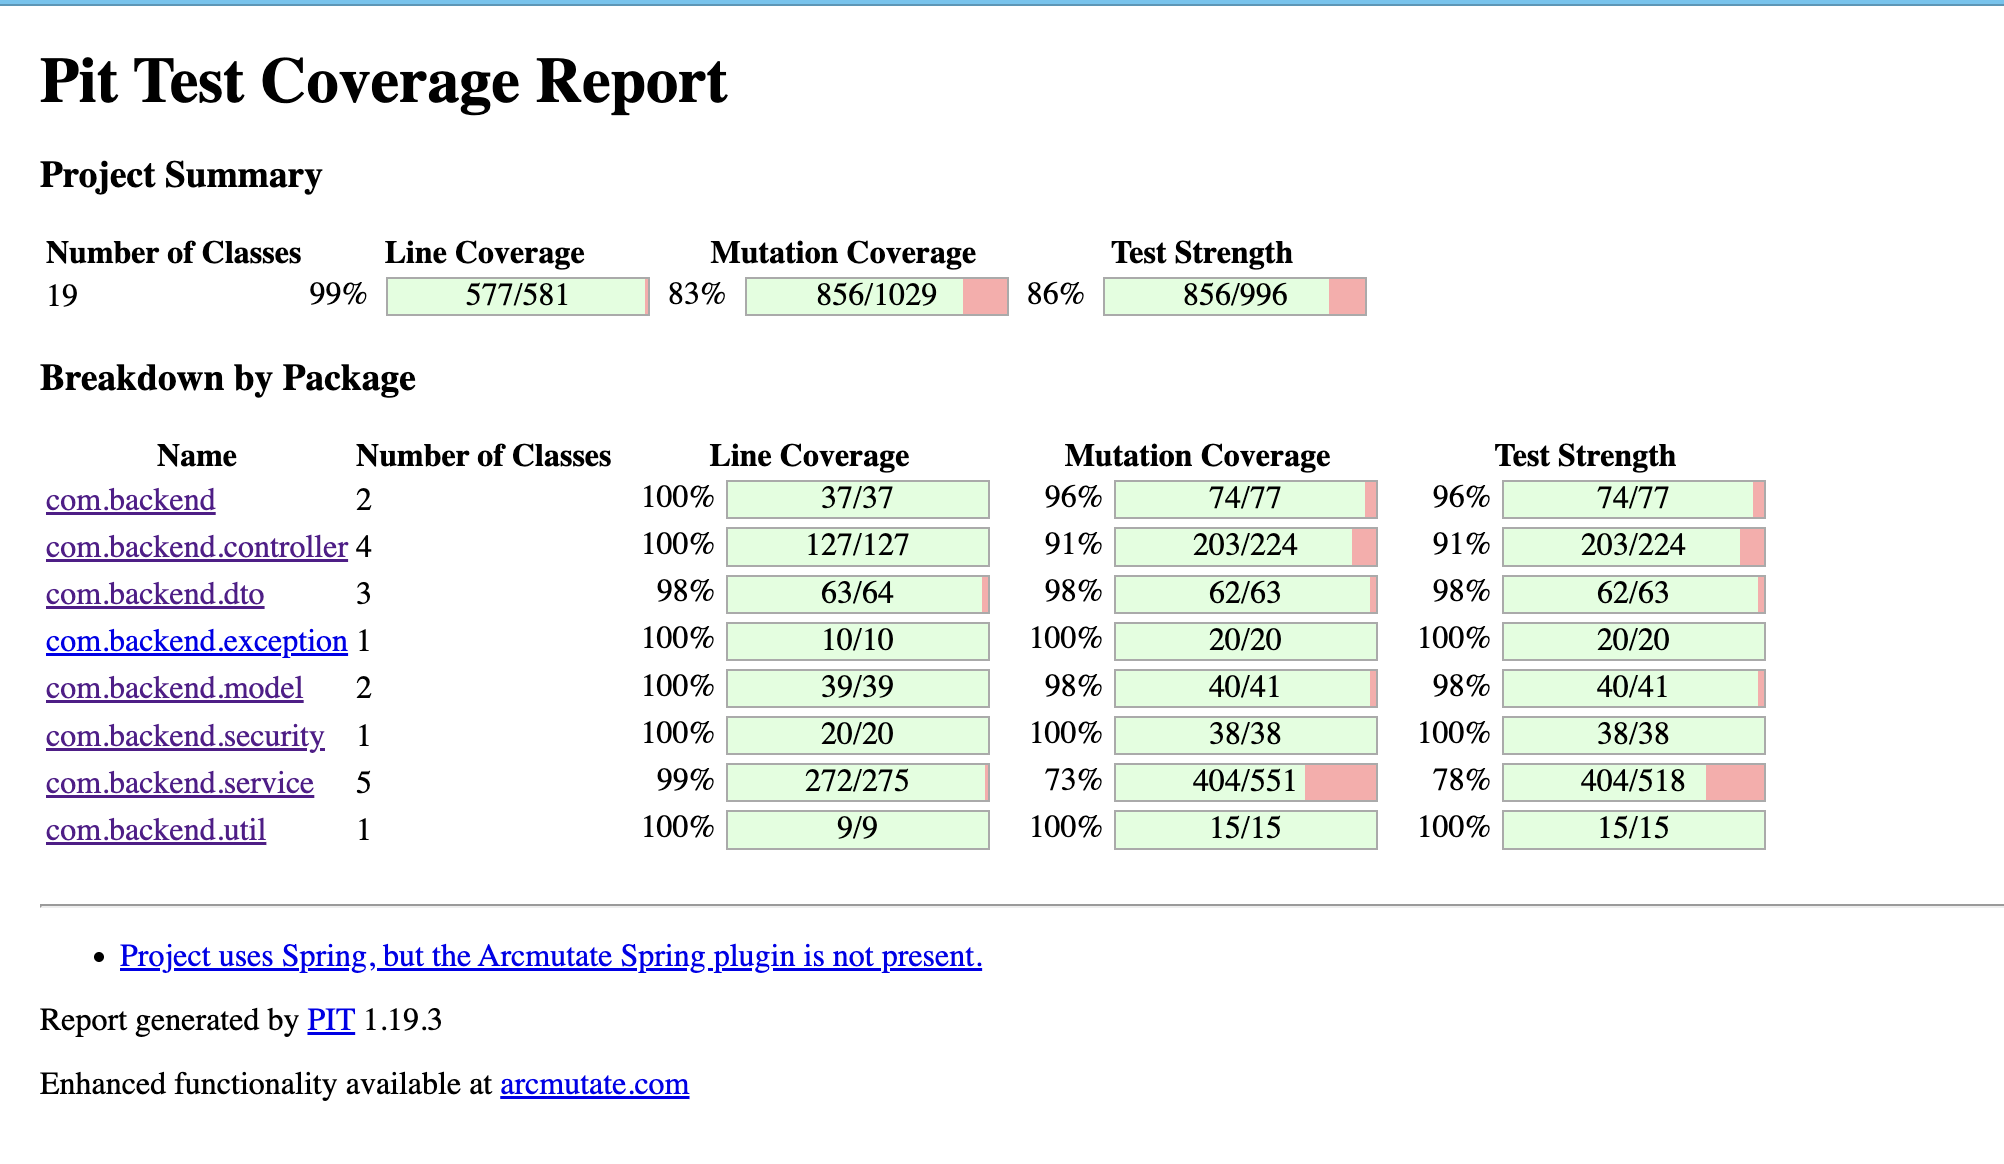 Pit Test Coverage Report
Project Summary
Number of Classes Line Coverage Mutation Coverage Test Strength
19 99% 577/581 83% 856/1029 86% 856/996
Breakdown by Package
Name Number of Classes Line Coverage Mutation Coverage Test Strength
com.backend 2 100% 37/37 96% 74/77 96% 74/77
com.backend.controller 4 100% 127/127 91% 203/224 91% 203/224
com.backend.dto 3 98% 63/64 98% 62/63 98% 62/63
com.backend.exception 1 100% 10/10 100% 20/20 100% 20/20
com.backend.model 2 100% 39/39 98% 40/41 98% 40/41
com.backend.security 1 100% 20/20 100% 38/38 100% 38/38
com.backend.service 5 99% 272/275 73% 404/551 78% 404/518
com.backend.util 1 100% 9/9 100% 15/15 100% 15/15
• Project uses Spring, but the Arcmutate Spring plugin is not present.
Report generated by PIT 1.19.3
Enhanced functionality available at arcmutate.com